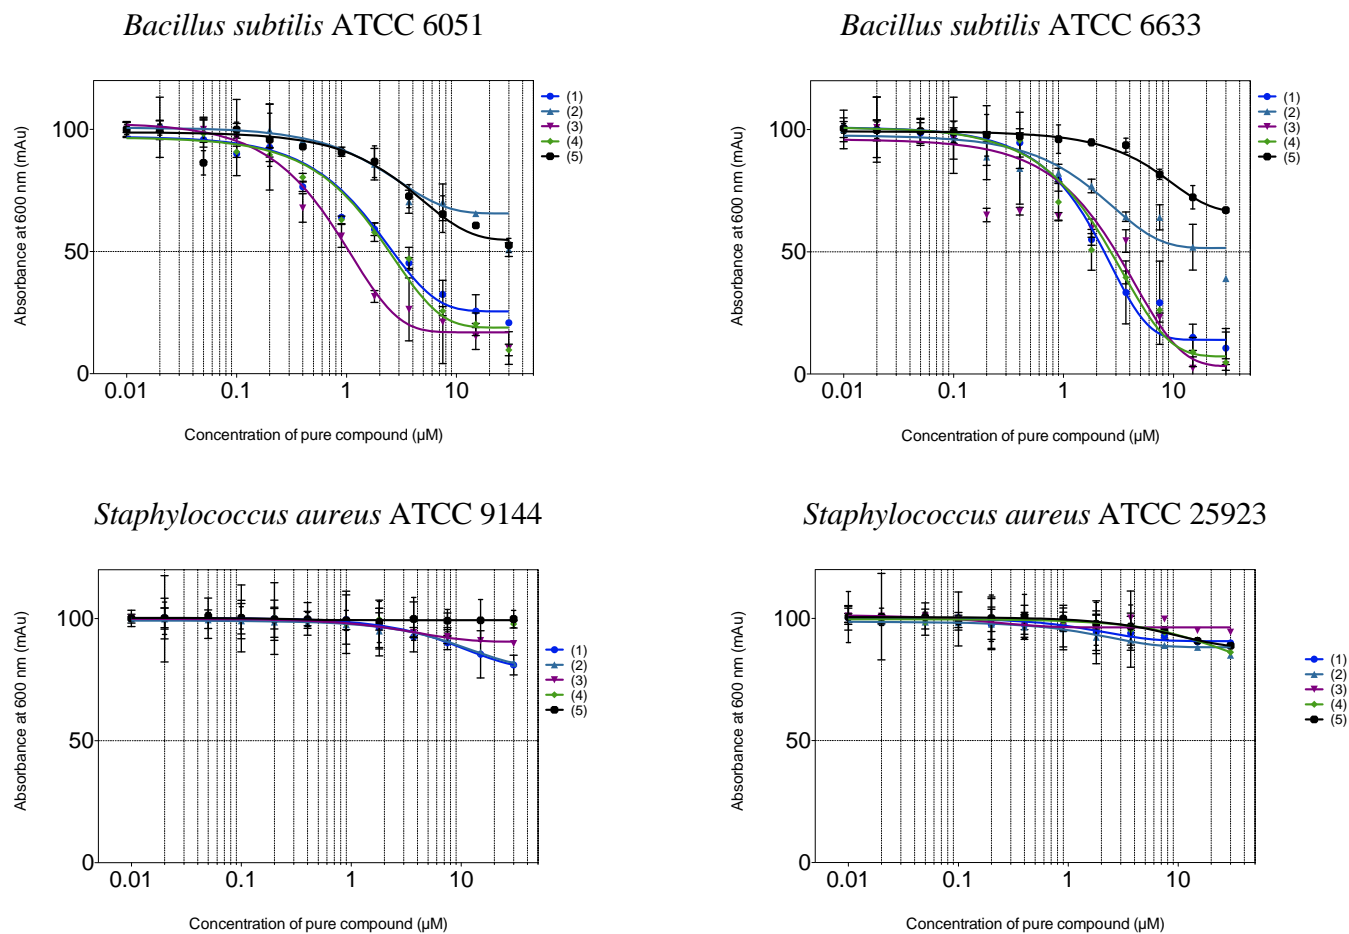 Bacillus subtilis ATCC 6051
Absorbance at 600 nm (mAu)
100
50
0
0.01 0.1 1 10
Concentration of pure compound (µM)
(1)
(2)
(3)
(4)
(5)
Bacillus subtilis ATCC 6633
Absorbance at 600 nm (mAu)
100
50
0
0.01 0.1 1 10
Concentration of pure compound (µM)
(1)
(2)
(3)
(4)
(5)
Staphylococcus aureus ATCC 9144
Absorbance at 600 nm (mAu)
100
50
0
0.01 0.1 1 10
Concentration of pure compound (µM)
(1)
(2)
(3)
(4)
(5)
Staphylococcus aureus ATCC 25923
Absorbance at 600 nm (mAu)
100
50
0
0.01 0.1 1 10
Concentration of pure compound (µM)
(1)
(2)
(3)
(4)
(5)